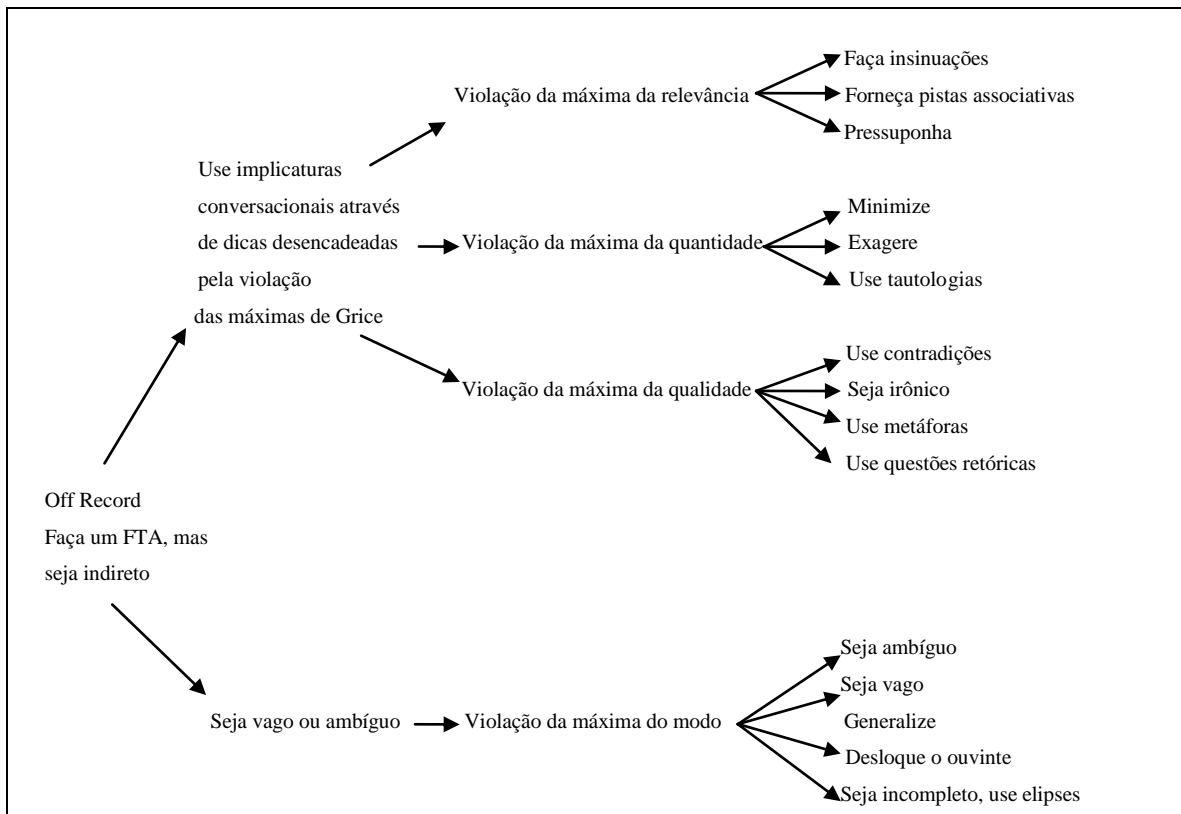 Faça insinuações
Violação da máxima da relevância
Forneça pistas associativas
Pressuponha
Use implicaturas
conversacionais através
de dicas desencadeadas
pela violação
das máximas de Grice
Minimize
Violação da máxima da quantidade
Exagere
Use tautologias
Use contradições
Violação da máxima da qualidade
Seja irônico
Use metáforas
Use questões retóricas
Off Record
Faça um FTA, mas
seja indireto
Seja vago ou ambíguo
Violação da máxima do modo
Seja ambíguo
Seja vago
Generalize
Desloque o ouvinte
Seja incompleto, use elipses